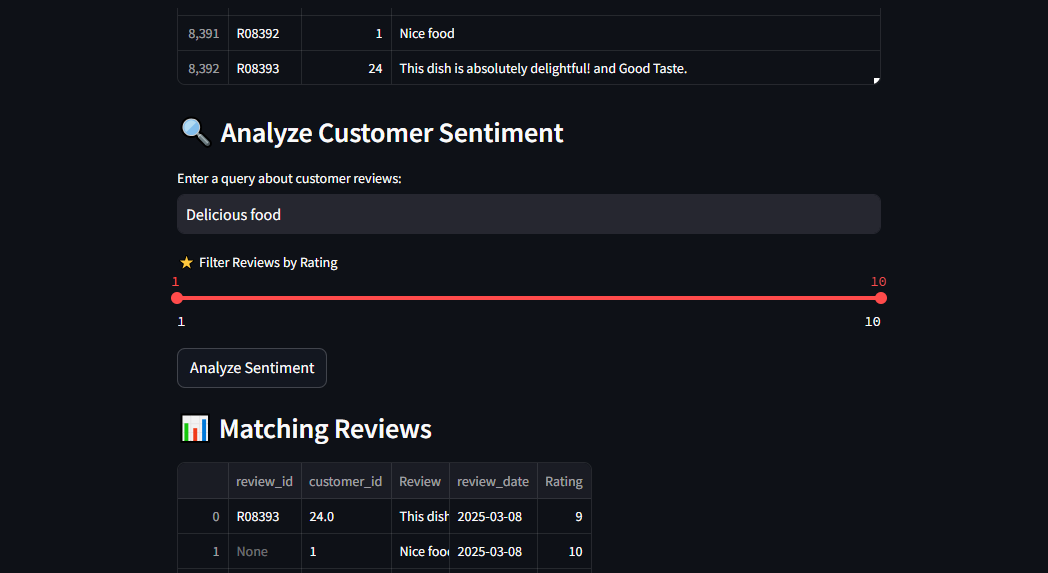 8,391 R08392 1 Nice food
8,392 R08393 24 This dish is absolutely delightful! and Good Taste.
Analyze Customer Sentiment
Enter a query about customer reviews:
Delicious food
Filter Reviews by Rating
1 10
1 10
Analyze Sentiment
Matching Reviews
review_id customer_id Review review_date Rating
0 R08393 24.0 This dish 2025-03-08 9
1 None 1 Nice food 2025-03-08 10